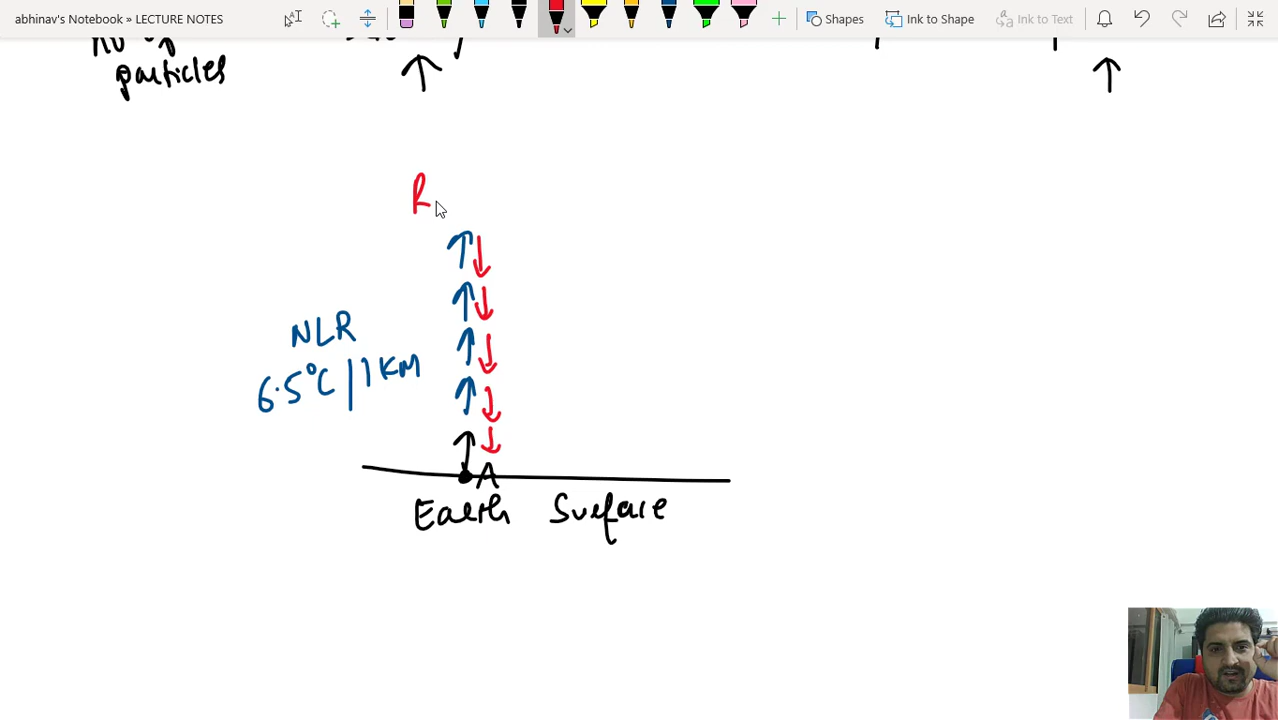 abhinav's Notebook » LECTURE NOTES
Shapes
Ink to Shape
Ink to Text
particles
R
NLR
6.5°C/1KM
A
Earth Surface